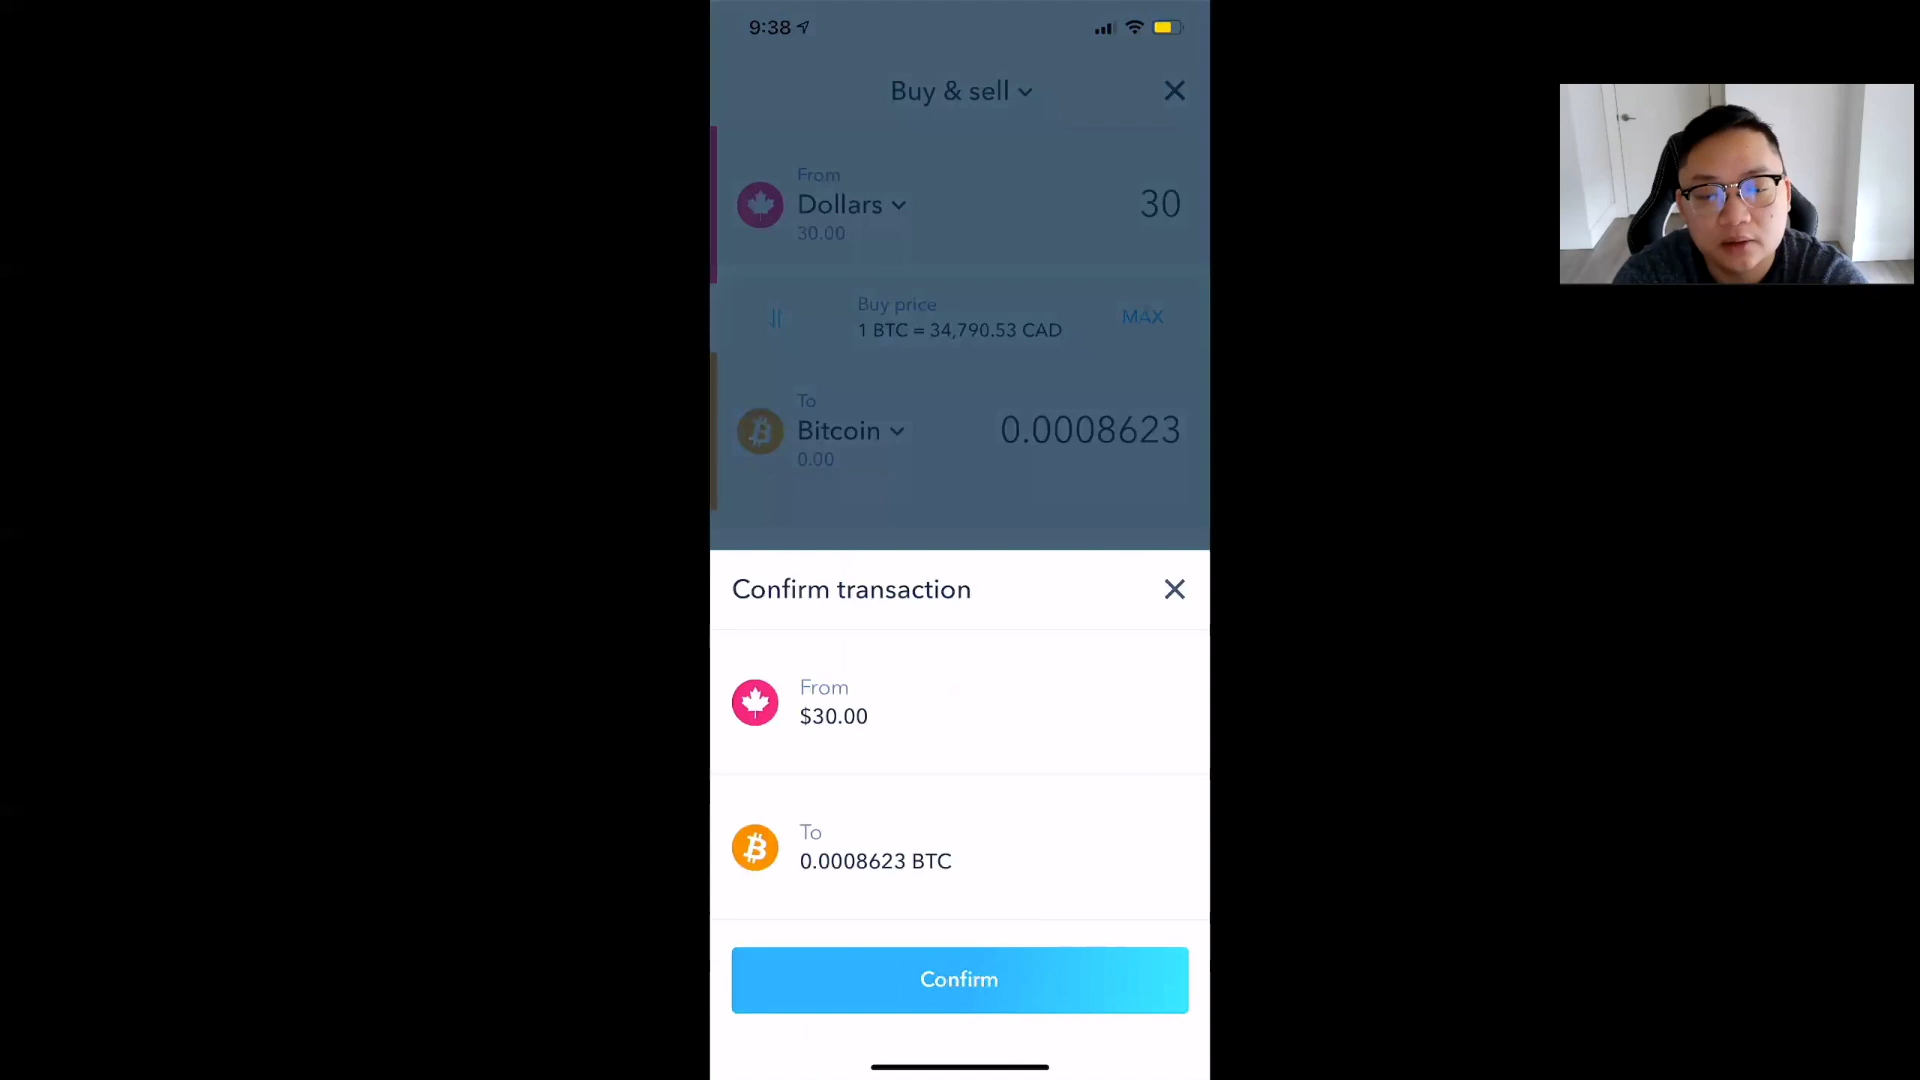 9:38
Buy & sell
From
Dollars
30
30.00
Buy price
1 BTC = 34,790.53 CAD
MAX
To
Bitcoin
0.0008623
0.00
Confirm transaction
From
$30.00
To
0.0008623 BTC
Confirm